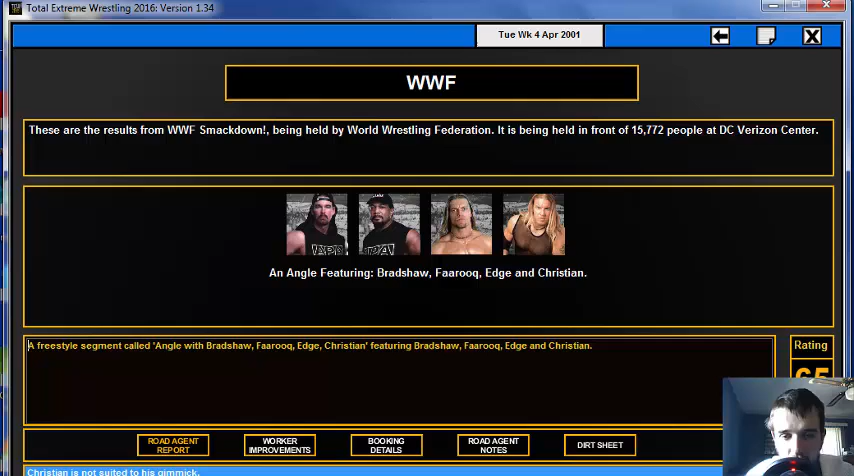 Total Extreme Wrestling 2016: Version 1.34
Tue Wk 4 Apr 2001
WWF
These are the results from WWF Smackdown!, being held by World Wrestling Federation. It is being held in front of 15,772 people at DC Verizon Center.
An Angle Featuring: Bradshaw, Faarooq, Edge and Christian.
A freestyle segment called 'Angle with Bradshaw, Faarooq, Edge, Christian' featuring Bradshaw, Faarooq, Edge and Christian.
Rating
65
ROAD AGENT REPORT
WORKER IMPROVEMENTS
BOOKING DETAILS
ROAD AGENT NOTES
DIRT SHEET
Christian is not suited to his gimmick.